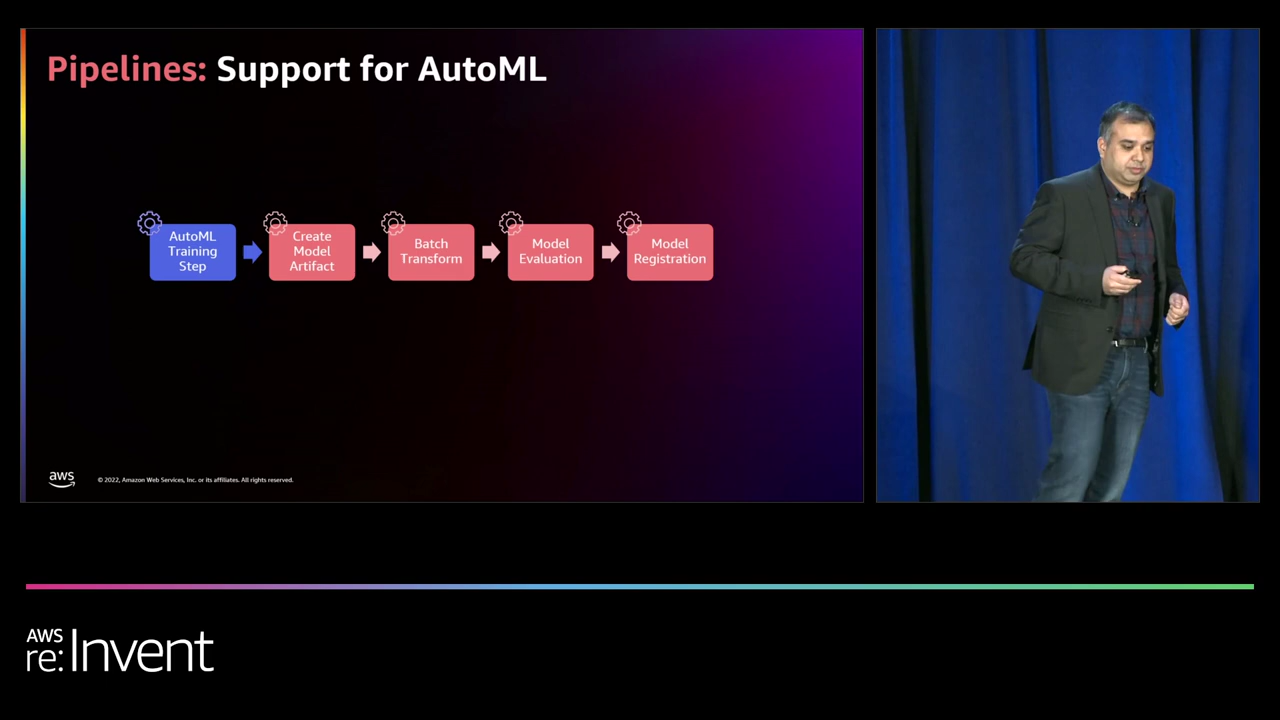 Pipelines: Support for AutoML
AutoML
Training
Step
Create
Model
Artifact
Batch
Transform
Model
Evaluation
Model
Registration
aws
© 2022, Amazon Web Services, Inc. or its affiliates. All rights reserved.
AWS
re:Invent